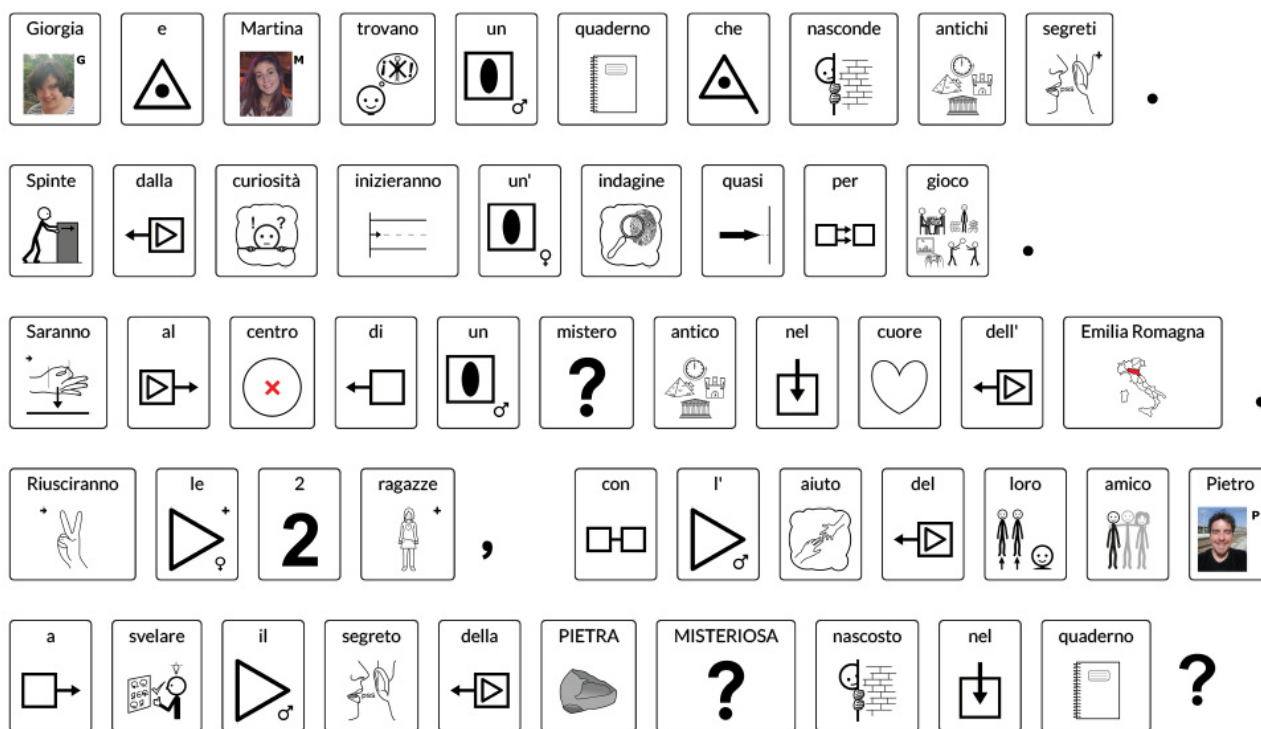 Giorgia e Martina trovano un quaderno che nasconde antichi segreti .
Spinte dalla curiosità inizieranno un' indagine quasi per gioco .
Saranno al centro di un mistero antico nel cuore dell' Emilia Romagna .
Riusciranno le 2 ragazze , con l' aiuto del loro amico Pietro
a svelare il segreto della PIETRA MISTERIOSA nascosto nel quaderno ?